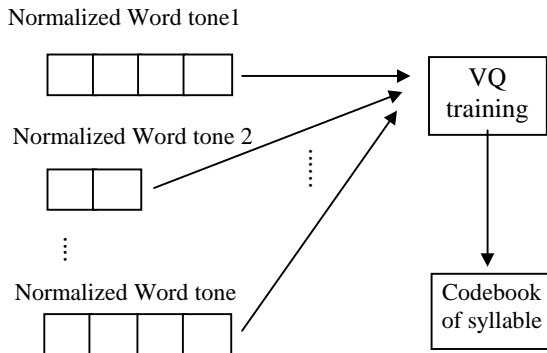 Normalized Word tone1
VQ
training
Normalized Word tone 2
Normalized Word tone
Codebook
of syllable